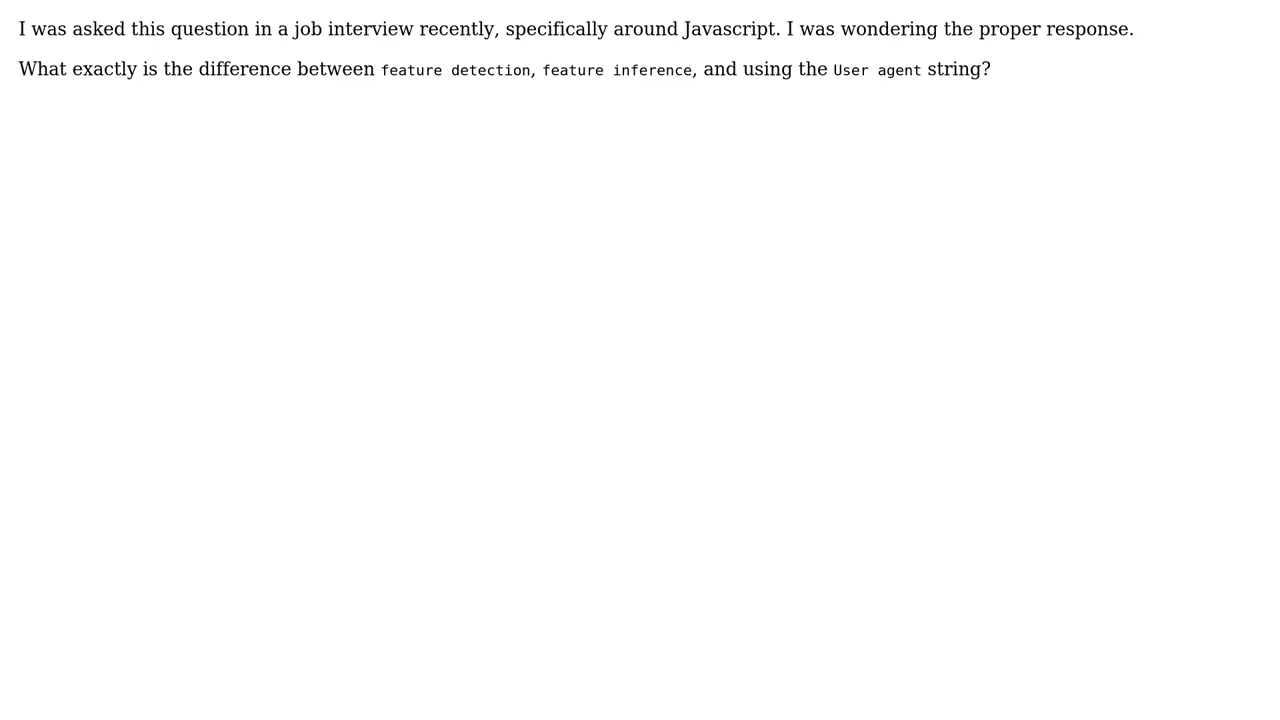 I was asked this question in a job interview recently, specifically around Javascript. I was wondering the proper response.
What exactly is the difference between feature detection, feature inference, and using the User agent string?